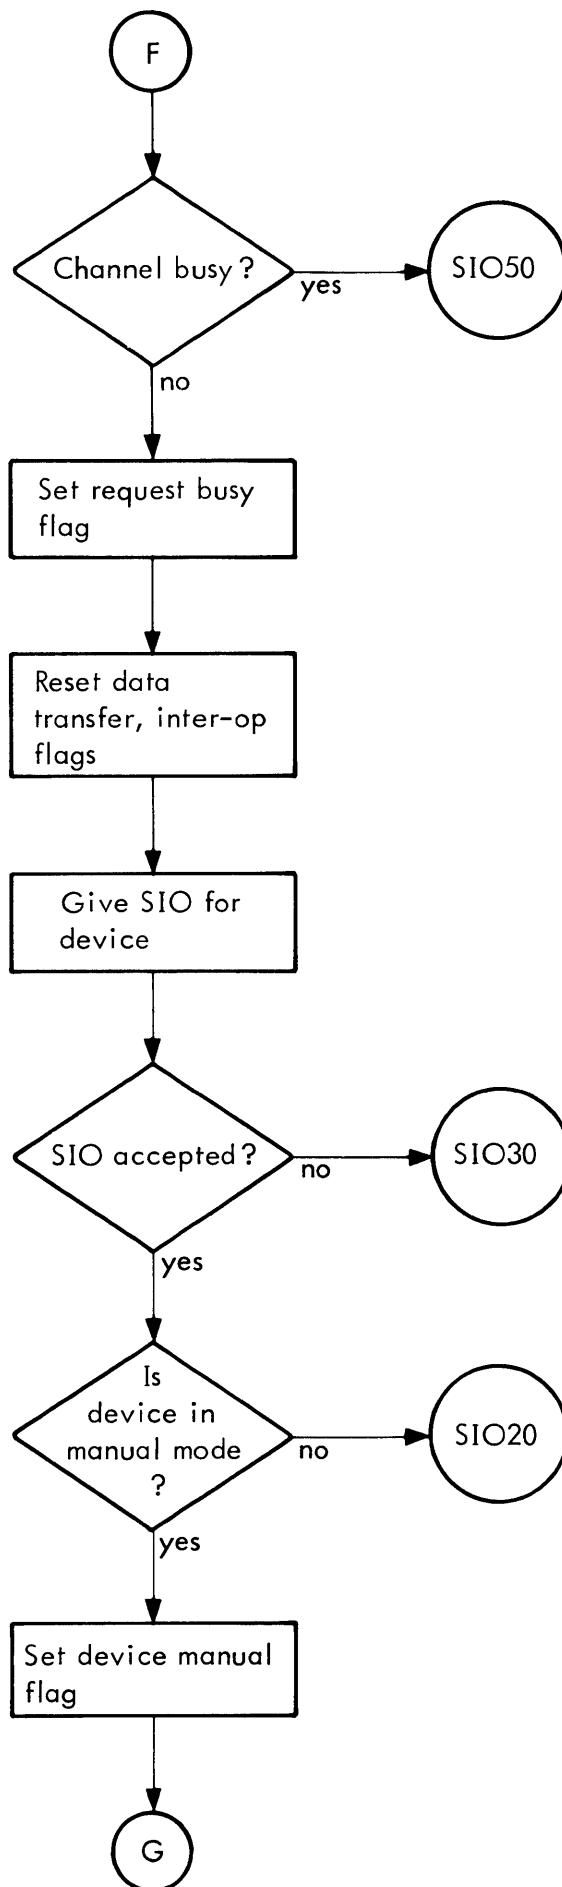 F
Channel busy?
yes
SIO50
no
Set request busy
flag
Reset data
transfer, inter-op
flags
Give SIO for
device
SIO accepted?
no
SIO30
yes
Is
device in
manual mode
?
no
SIO20
yes
Set device manual
flag
G